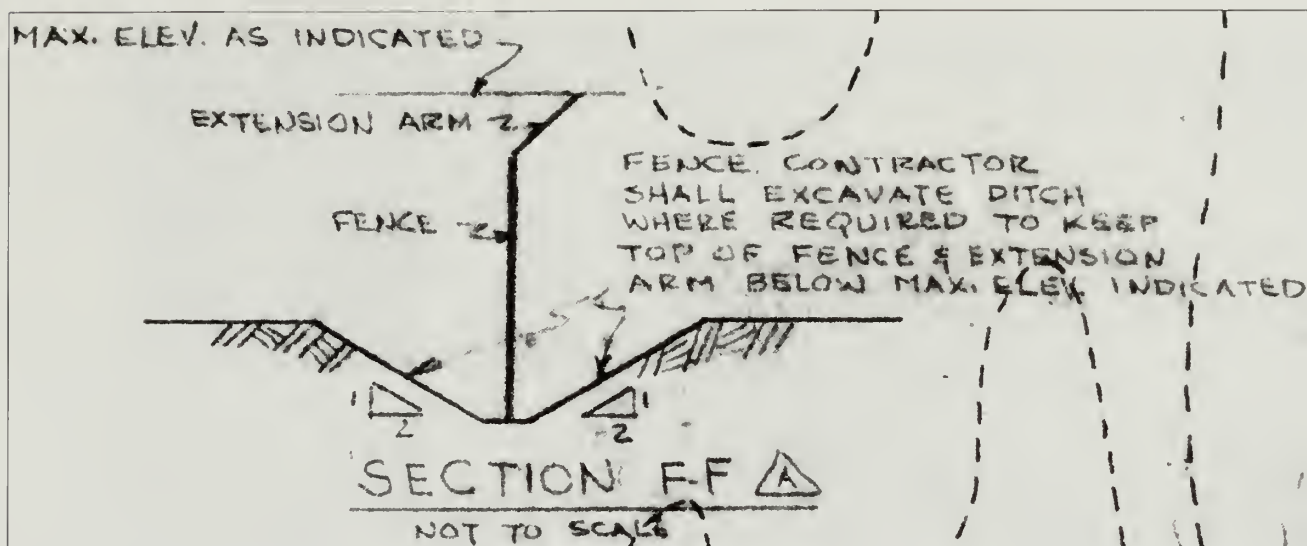 MAX. ELEV. AS INDICATED
EXTENSION ARM
FENCE
FENCE CONTRACTOR
SHALL EXCAVATE DITCH
WHERE REQUIRED TO KEEP
TOP OF FENCE & EXTENSION
ARM BELOW MAX. ELEV. INDICATED
1
2
1
2
SECTION F-F A
NOT TO SCALE